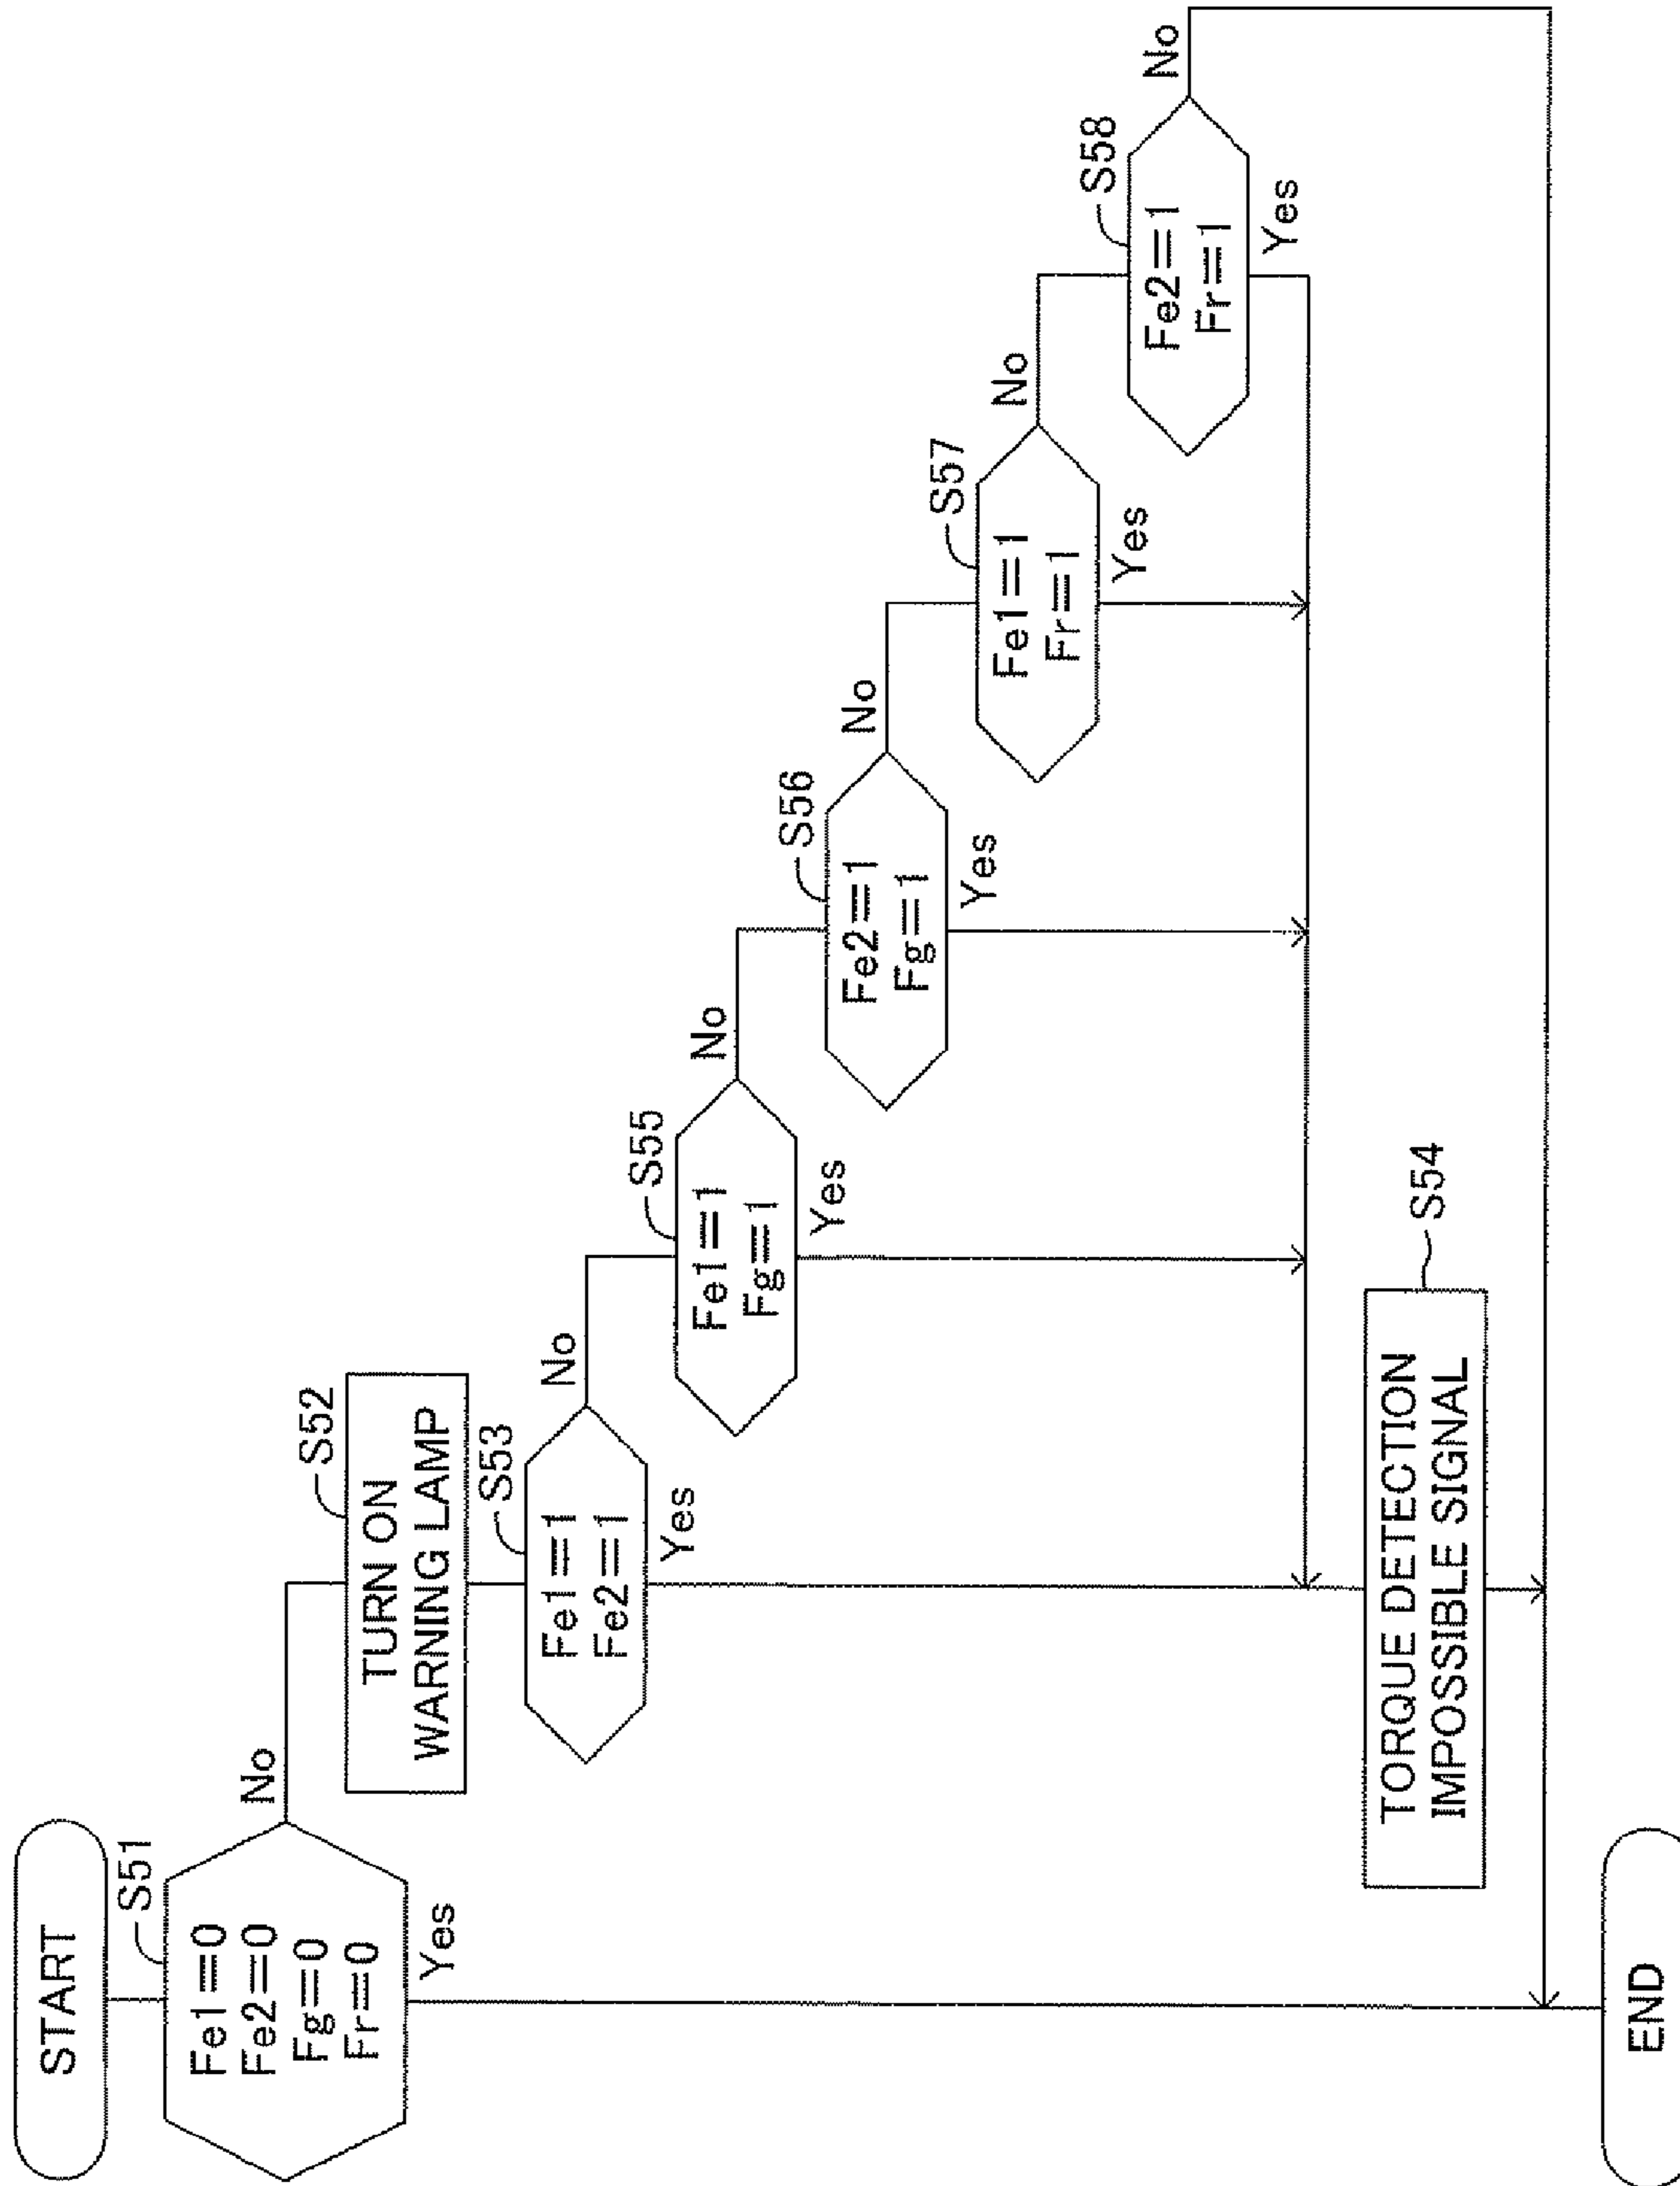 START
S51
Fe1=0
Fe2=0
Fg=0
Fr=0
No
Yes
S52
TURN ON
WARNING LAMP
S53
Fe1=1
Fe2=1
No
Yes
S55
Fe1=1
Fg=1
No
Yes
S56
Fe2=1
Fg=1
No
Yes
S57
Fe1=1
Fr=1
No
Yes
S58
Fe2=1
Fr=1
No
Yes
S54
TORQUE DETECTION
IMPOSSIBLE SIGNAL
END